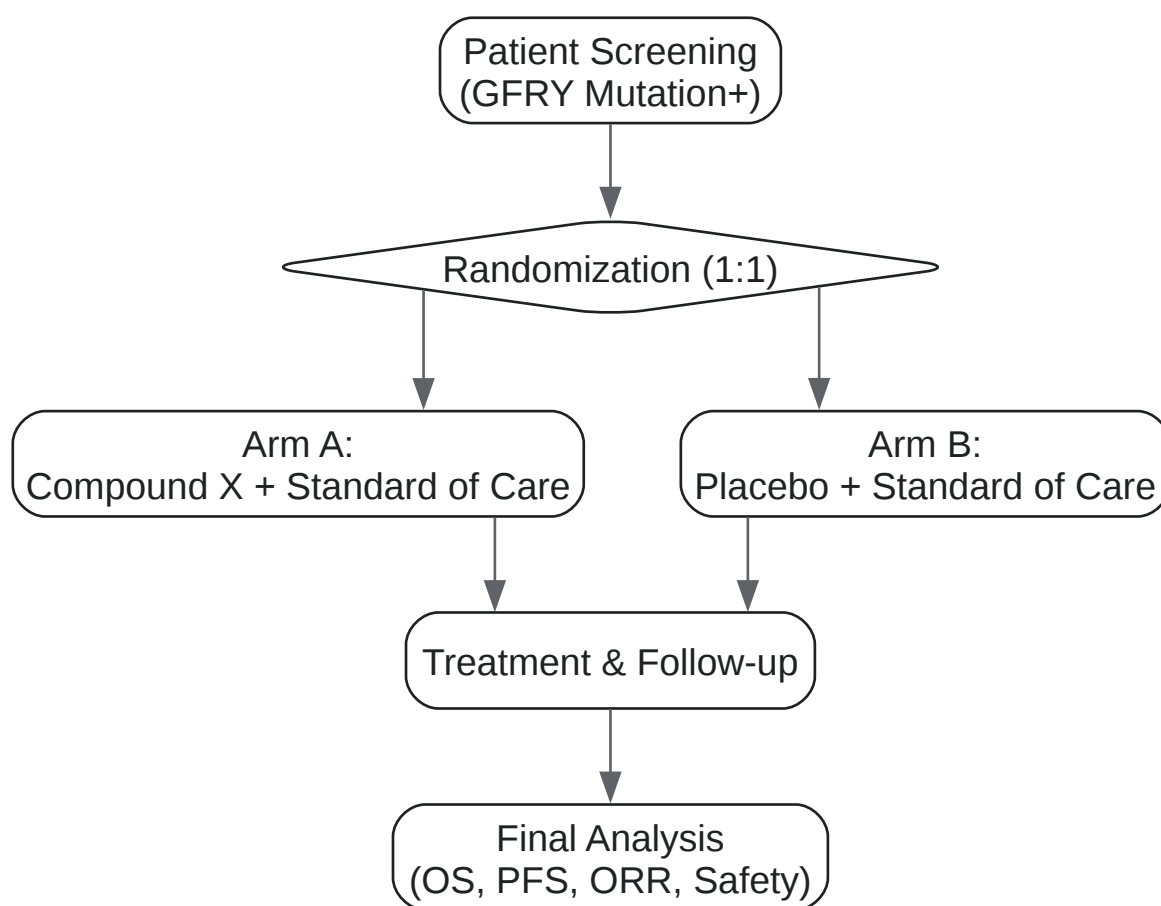 Patient Screening
(GFRY Mutation+)
Randomization (1:1)
Arm A:
Compound X + Standard of Care
Arm B:
Placebo + Standard of Care
Treatment & Follow-up
Final Analysis
(OS, PFS, ORR, Safety)